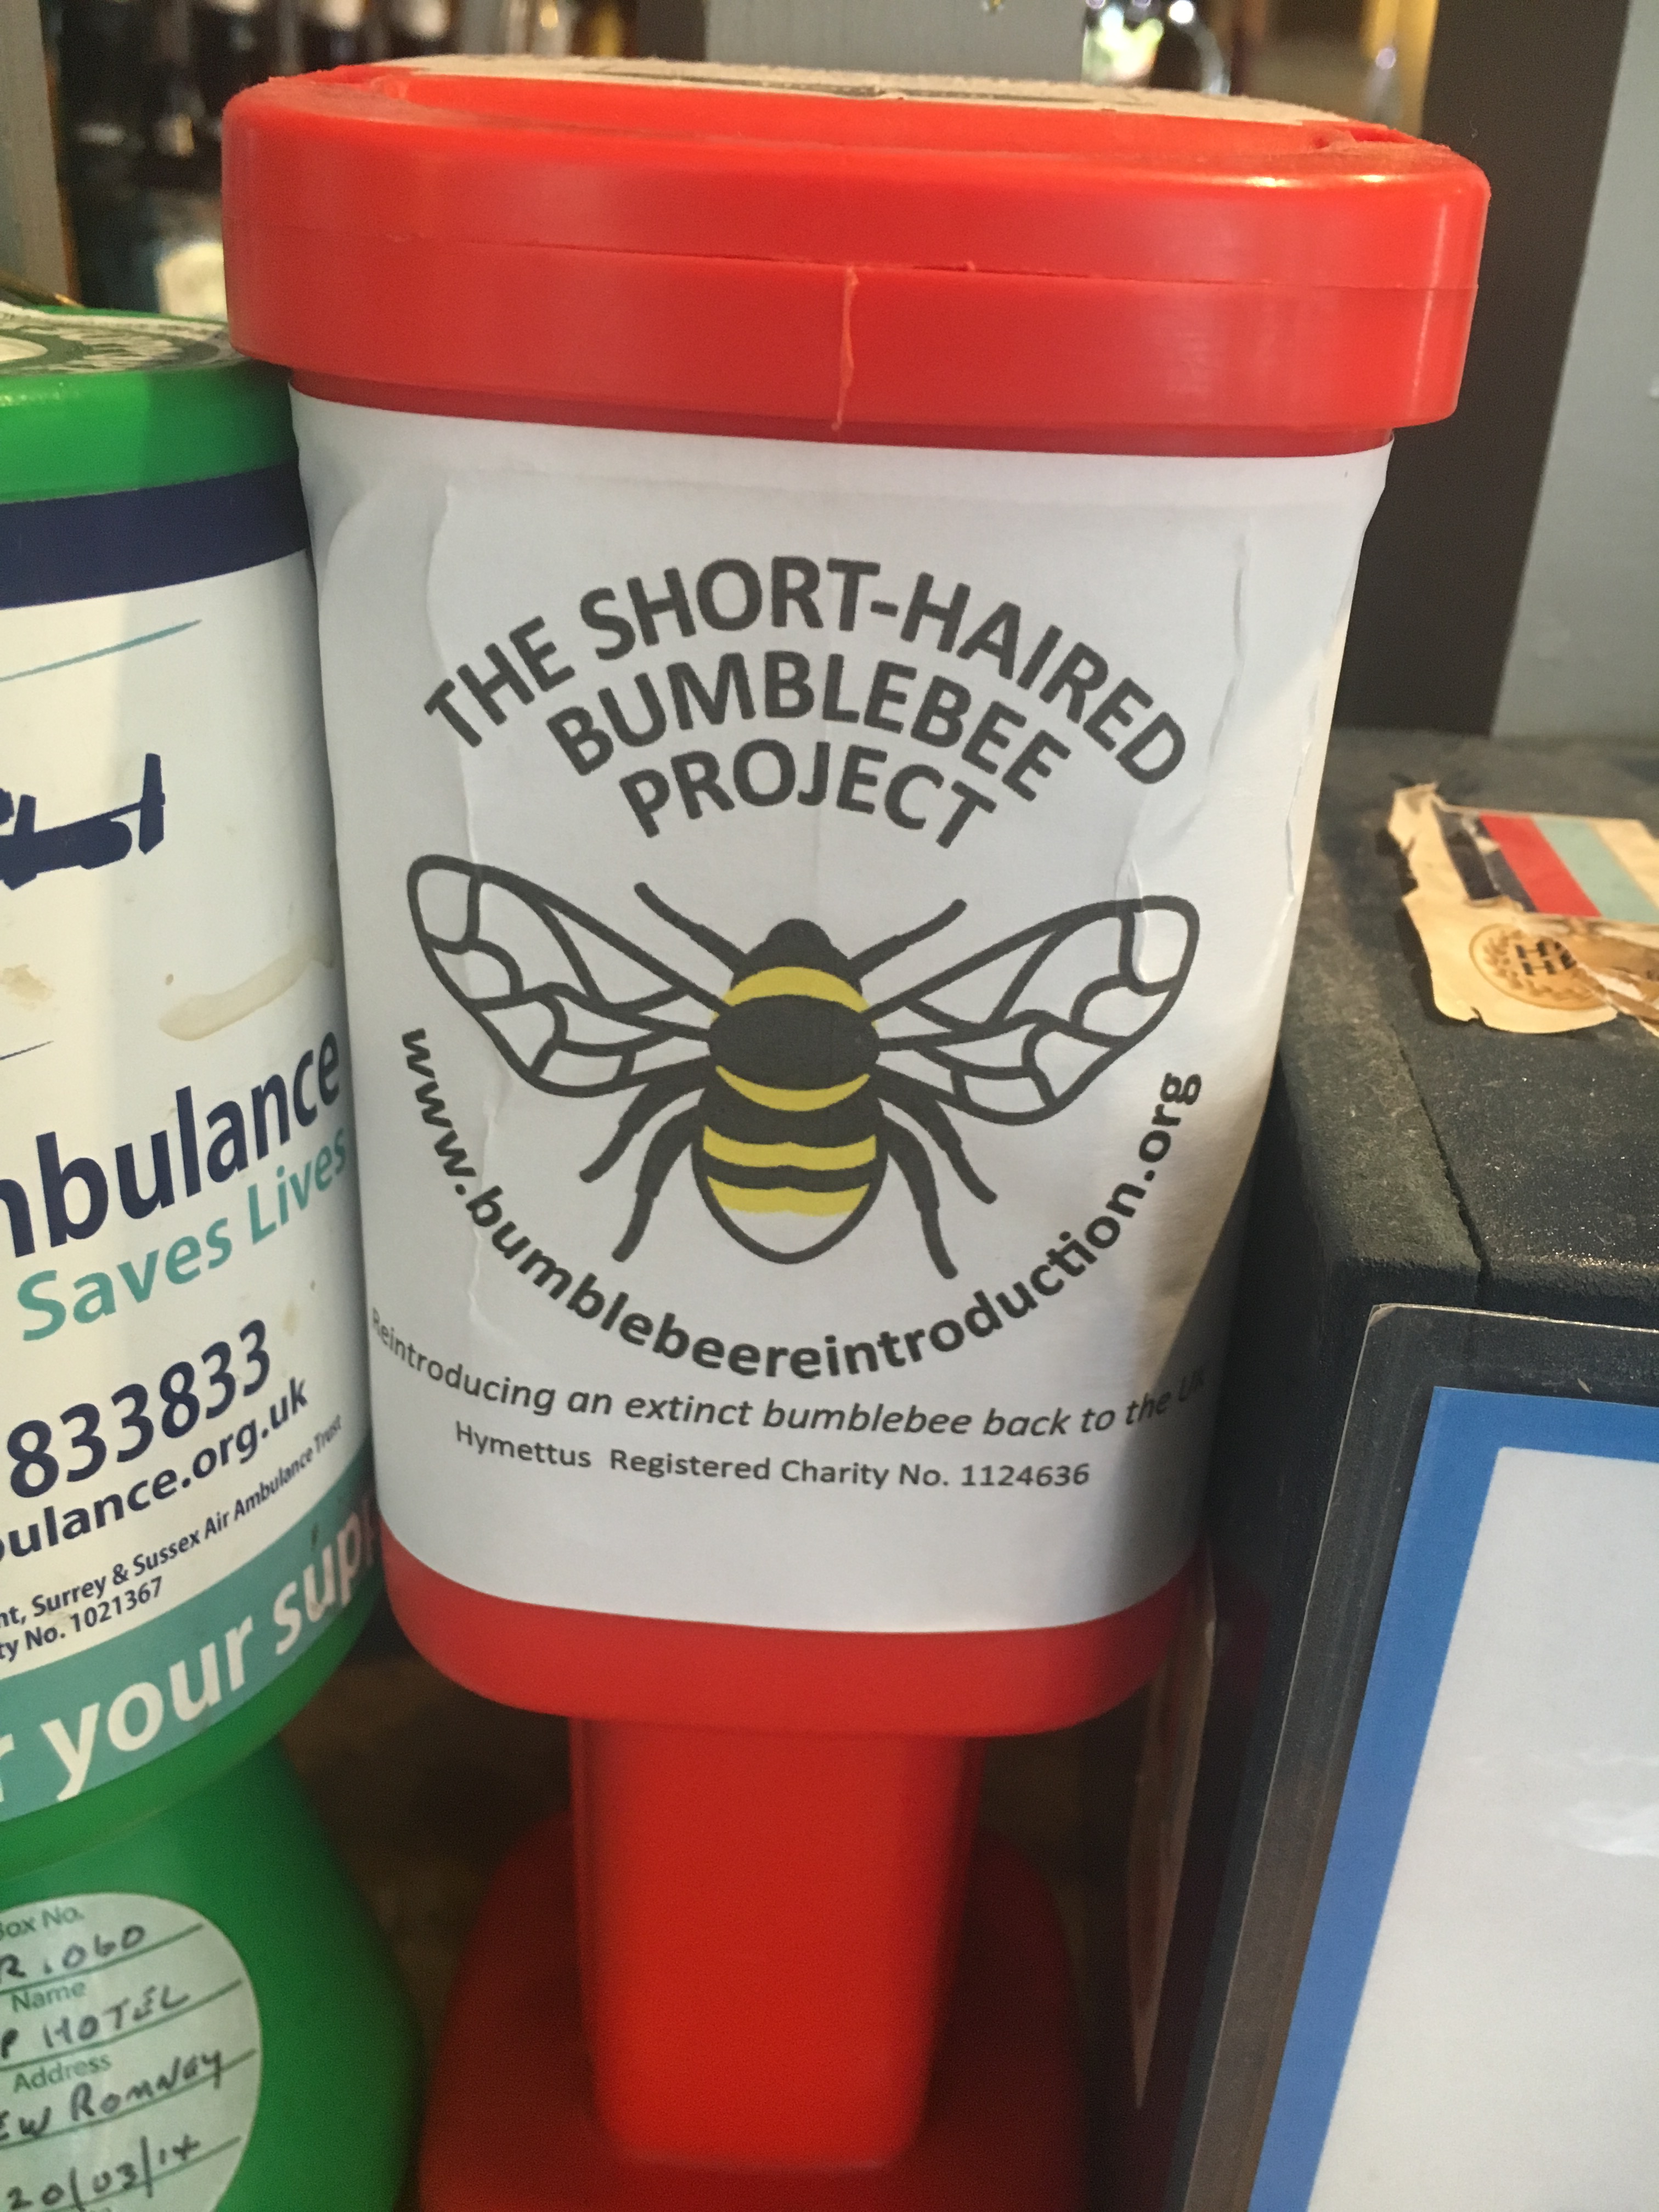 THE SHORT-HAIRED
BUMBLEBEE
PROJECT
www.bumblebeereintroduction.org
Reintroducing an extinct bumblebee back to the UK
Hymettus Registered Charity No. 1124636
mbulance
Saves Lives
833833
bulance.org.uk
nt, Surrey & Sussex Air Ambulance Trust
ty No. 1021367
r your supp
Box No.
R.060
Name
P HOTEL
Address
EW ROMNEY
20/03/14